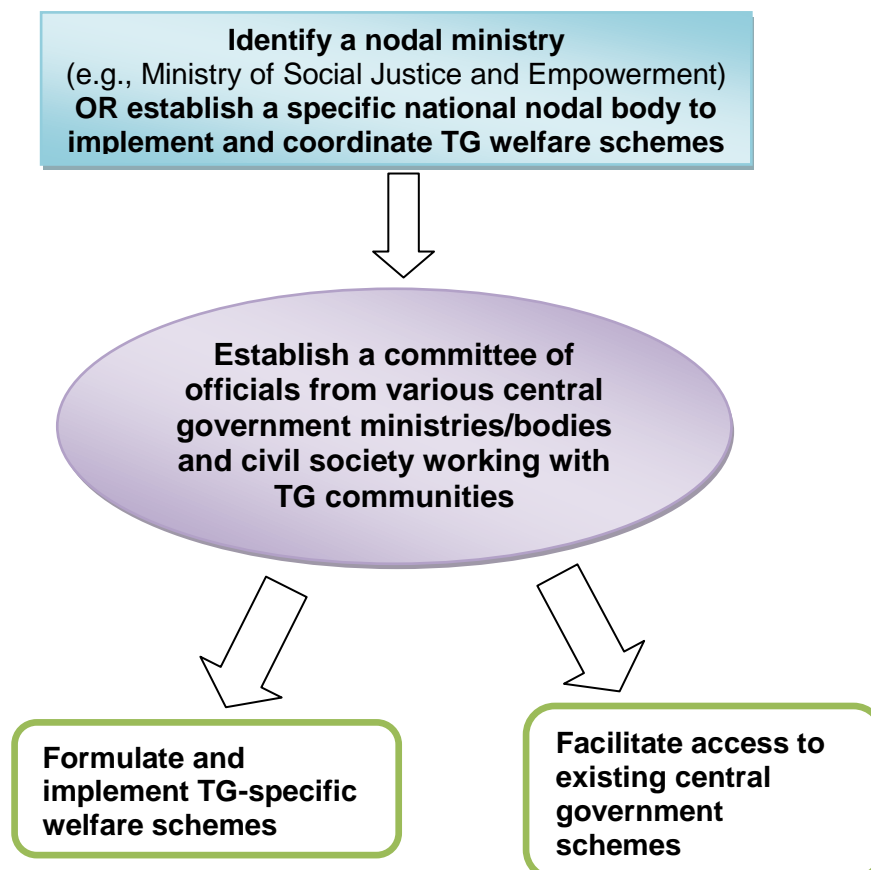 Identify a nodal ministry
(e.g., Ministry of Social Justice and Empowerment)
OR establish a specific national nodal body to
implement and coordinate TG welfare schemes
Establish a committee of
officials from various central
government ministries/bodies
and civil society working with
TG communities
Formulate and
implement TG-specific
welfare schemes
Facilitate access to
existing central
government
schemes